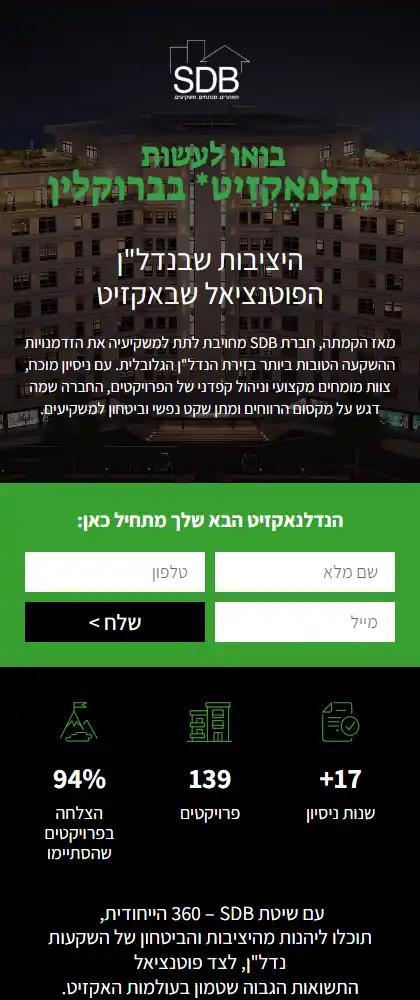 SDB
מאתרים. מנתחים. משקיעים.
בואו לעשות
נָדְלָנאֶקְזִיט* בברוקלין
היציבות שבנדל"ן
הפוטנציאל שבאקזיט
מאז הקמתה, חברת SDB מחויבת לתת למשקיעיה את הזדמנויות
ההשקעה הטובות ביותר בזירת הנדל"ן הגלובלית. עם ניסיון מוכח,
צוות מומחים מקצועי וניהול קפדני של הפרויקטים, החברה שמה
דגש על מקסום הרווחים ומתן שקט נפשי וביטחון למשקיעים.
הנדלנאקזיט הבא שלך מתחיל כאן:
שם מלא
טלפון
מייל
שלח >
17+
שנות ניסיון
139
פרויקטים
94%
הצלחה
בפרויקטים
שהסתיימו
עם שיטת SDB – 360 הייחודית,
תוכלו ליהנות מהיציבות והביטחון של השקעות
נדל"ן, לצד פוטנציאל
התשואות הגבוה שטמון בעולמות האקזיט.